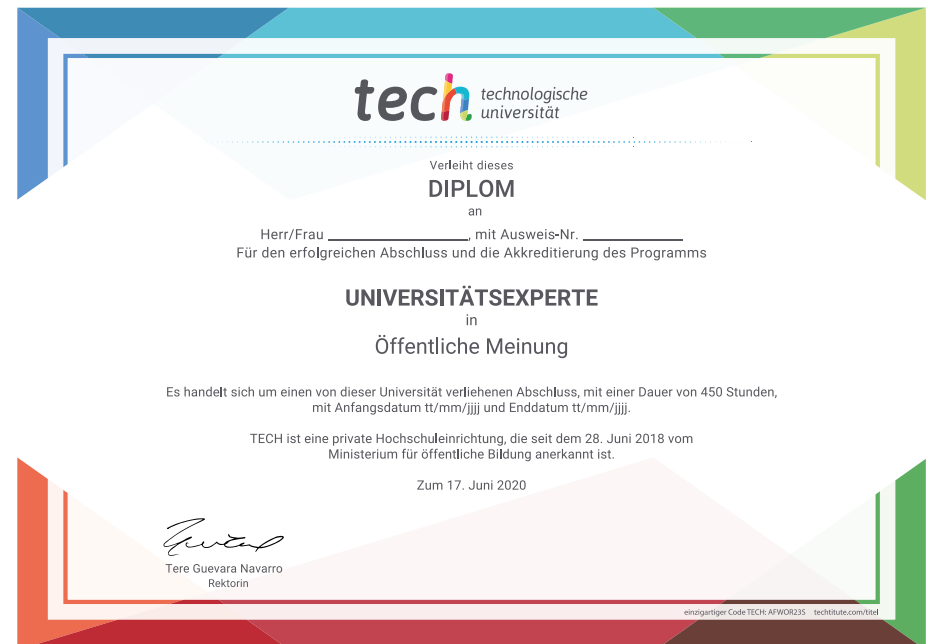 tech technologische
universität
Verleiht dieses
DIPLOM
an
Herr/Frau ____________________, mit Ausweis-Nr. ______________
Für den erfolgreichen Abschluss und die Akkreditierung des Programms
UNIVERSITÄTSEXPERTE
in
Öffentliche Meinung
Es handelt sich um einen von dieser Universität verliehenen Abschluss, mit einer Dauer von 450 Stunden,
mit Anfangsdatum tt/mm/jjjj und Enddatum tt/mm/jjjj.
TECH ist eine private Hochschuleinrichtung, die seit dem 28. Juni 2018 vom
Ministerium für öffentliche Bildung anerkannt ist.
Zum 17. Juni 2020
Tere Guevara Navarro
Rektorin
einzigartiger Code TECH: AFWOR23S techtitute.com/titel